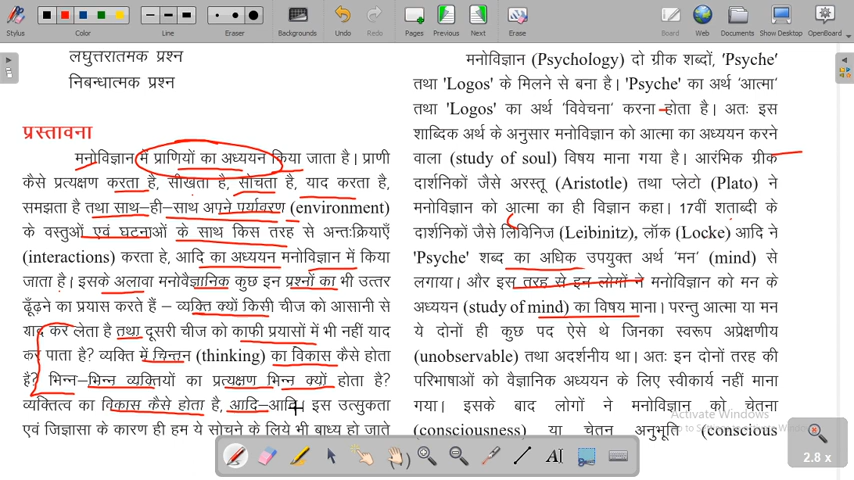 Stylus
Color
Line
Eraser
Backgrounds
Undo
Redo
Pages
Previous
Next
Erase
Board
Web
Documents
Show Desktop
OpenBoard
लघुत्तरातमक प्रश्न
निबन्धात्मक प्रश्न
प्रस्तावना
मनोविज्ञान में प्राणियों का अध्ययन किया जाता है। प्राणी
कैसे प्रत्यक्षण करता है, सीखता है, सोचता है, याद करता है,
समझता है तथा साथ–ही–साथ अपने पर्यावरण (environment)
के वस्तुओं एवं घटनाओं के साथ किस तरह से अन्तःक्रियाएँ
(interactions) करता हे, आदि का अध्ययन मनोविज्ञान में किया
जाता है। इसके अलावा मनोवैज्ञानिक कुछ इन प्रश्नों का भी उत्तर
ढूँढ़ने का प्रयास करते हैं – व्यक्ति क्यों किसी चीज को आसानी से
याद कर लेता है तथा दूसरी चीज को काफी प्रयासों में भी नहीं याद
कर पाता है? व्यक्ति में चिन्तन (thinking) का विकास कैसे होता
है? भिन्न–भिन्न व्यक्तियों का प्रत्यक्षण भिन्न क्यों होता है?
व्यक्तित्व का विकास कैसे होता है, आदि–आदि। इस उत्सुकता
एवं जिज्ञासा के कारण ही हम ये सोचने के लिये भी बाध्य हो जाते
मनोविज्ञान (Psychology) दो ग्रीक शब्दों, 'Psyche'
तथा 'Logos' के मिलने से बना है। 'Psyche' का अर्थ 'आत्मा'
तथा 'Logos' का अर्थ 'विवेचना' करना होता है। अतः इस
शाब्दिक अर्थ के अनुसार मनोविज्ञान को आत्मा का अध्ययन करने
वाला (study of soul) विषय माना गया है। आरंभिक ग्रीक
दार्शनिकों जैसे अरस्तू (Aristotle) तथा प्लेटो (Plato) ने
मनोविज्ञान को आत्मा का ही विज्ञान कहा। 17वीं शताब्दी के
दार्शनिकों जैसे लिविनिज (Leibinitz), लॉक (Locke) आदि ने
'Psyche' शब्द का अधिक उपयुक्त अर्थ 'मन' (mind) से
लगाया। और इस तरह से इन लोगों ने मनोविज्ञान को मन के
अध्ययन (study of mind) का विषय माना। परन्तु आत्मा या मन
ये दोनों ही कुछ पद ऐसे थे जिनका स्वरूप अप्रेक्षणीय
(unobservable) तथा अदर्शनीय था। अतः इन दोनों तरह की
परिभाषाओं को वैज्ञानिक अध्ययन के लिए स्वीकार्य नहीं माना
गया। इसके बाद लोगों ने मनोविज्ञान को चेतना
(consciousness) या चेतन अनुभूति (conscious
Activate Windows
2.8 x